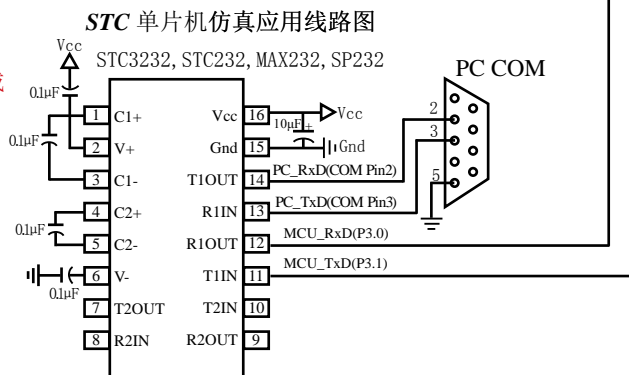 STC 单片机仿真应用线路图
STC3232, STC232, MAX232, SP232
PC COM
Vcc
0.1μF
0.1μF
0.1μF
0.1μF
1 C1+
2 V+
3 C1-
4 C2+
5 C2-
6 V-
7 T2OUT
8 R2IN
Vcc 16
Gnd 15
T1OUT 14
R1IN 13
R1OUT 12
T1IN 11
T2IN 10
R2OUT 9
Vcc
10μF +
Gnd
PC_RxD(COM Pin2)
PC_TxD(COM Pin3)
MCU_RxD(P3.0)
MCU_TxD(P3.1)
2
3
5